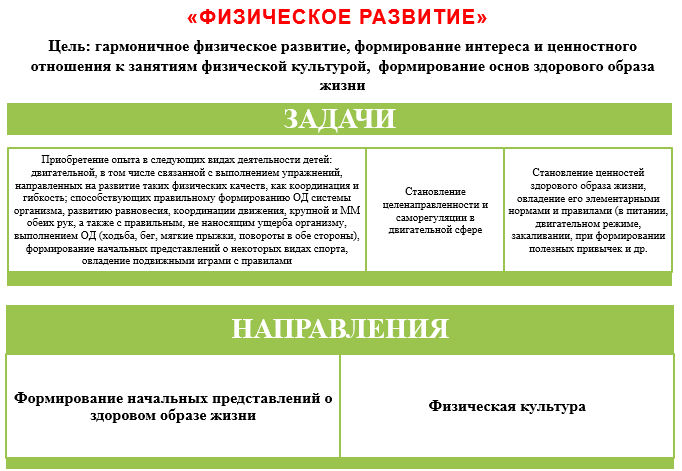 «ФИЗИЧЕСКОЕ РАЗВИТИЕ»
Цель: гармоничное физическое развитие, формирование интереса и ценностного
отношения к занятиям физической культурой, формирование основ здорового образа
жизни
ЗАДАЧИ
Приобретение опыта в следующих видах деятельности детей:
двигательной, в том числе связанной с выполнением упражнений,
направленных на развитие таких физических качеств, как координация и
гибкость; способствующих правильному формированию ОД системы
организма, развитию равновесия, координации движения, крупной и ММ
обеих рук, а также с правильным, не наносящим ущерба организму,
выполнением ОД (ходьба, бег, мягкие прыжки, повороты в обе стороны),
формирование начальных представлений о некоторых видах спорта,
овладение подвижными играми с правилами
Становление
целенаправленности и
саморегуляции в
двигательной сфере
Становление ценностей
здорового образа жизни,
овладение его элементарными
нормами и правилами (в питании,
двигательном режиме,
закаливании, при формировании
полезных привычек и др.
НАПРАВЛЕНИЯ
Формирование начальных представлений о
здоровом образе жизни
Физическая культура